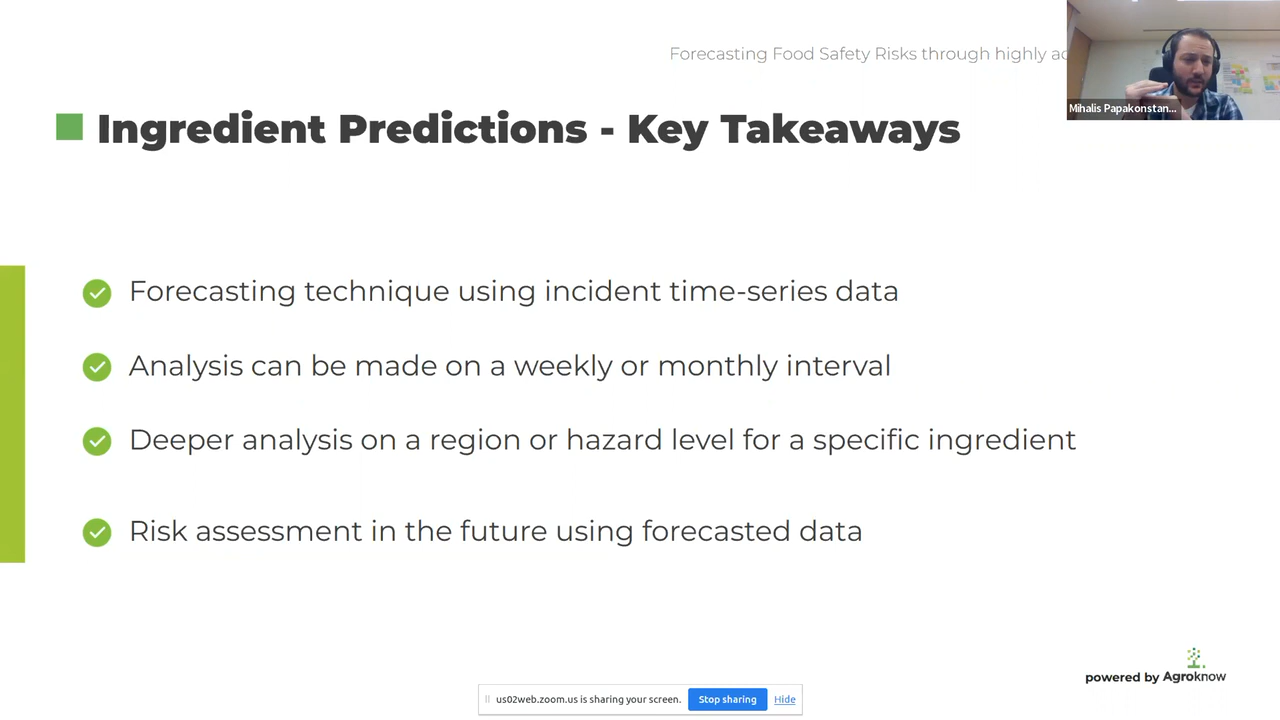 Forecasting Food Safety Risks through highly
Mihalis Papakonstan...
Ingredient Predictions - Key Takeaways
Forecasting technique using incident time-series data
Analysis can be made on a weekly or monthly interval
Deeper analysis on a region or hazard level for a specific ingredient
Risk assessment in the future using forecasted data
powered by Agroknow
us02web.zoom.us is sharing your screen. Stop sharing Hide